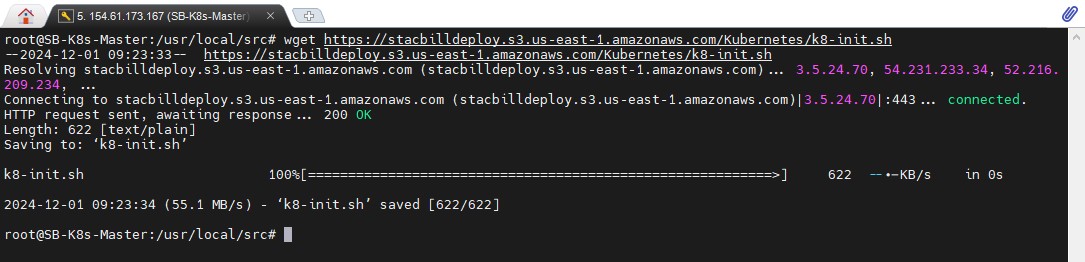 5. 154.61.173.167 (SB-K8s-Master)
root@SB-K8s-Master:/usr/local/src# wget https://stacbilldeploy.s3.us-east-1.amazonaws.com/Kubernetes/k8-init.sh
--2024-12-01 09:23:33-- https://stacbilldeploy.s3.us-east-1.amazonaws.com/Kubernetes/k8-init.sh
Resolving stacbilldeploy.s3.us-east-1.amazonaws.com (stacbilldeploy.s3.us-east-1.amazonaws.com)... 3.5.24.70, 54.231.233.34, 52.216.
209.234, ...
Connecting to stacbilldeploy.s3.us-east-1.amazonaws.com (stacbilldeploy.s3.us-east-1.amazonaws.com)|3.5.24.70|:443... connected.
HTTP request sent, awaiting response... 200 OK
Length: 622 [text/plain]
Saving to: ‘k8-init.sh’
k8-init.sh 100%[==========================================================>] 622 --•-KB/s in 0s
2024-12-01 09:23:34 (55.1 MB/s) - ‘k8-init.sh’ saved [622/622]
root@SB-K8s-Master:/usr/local/src#